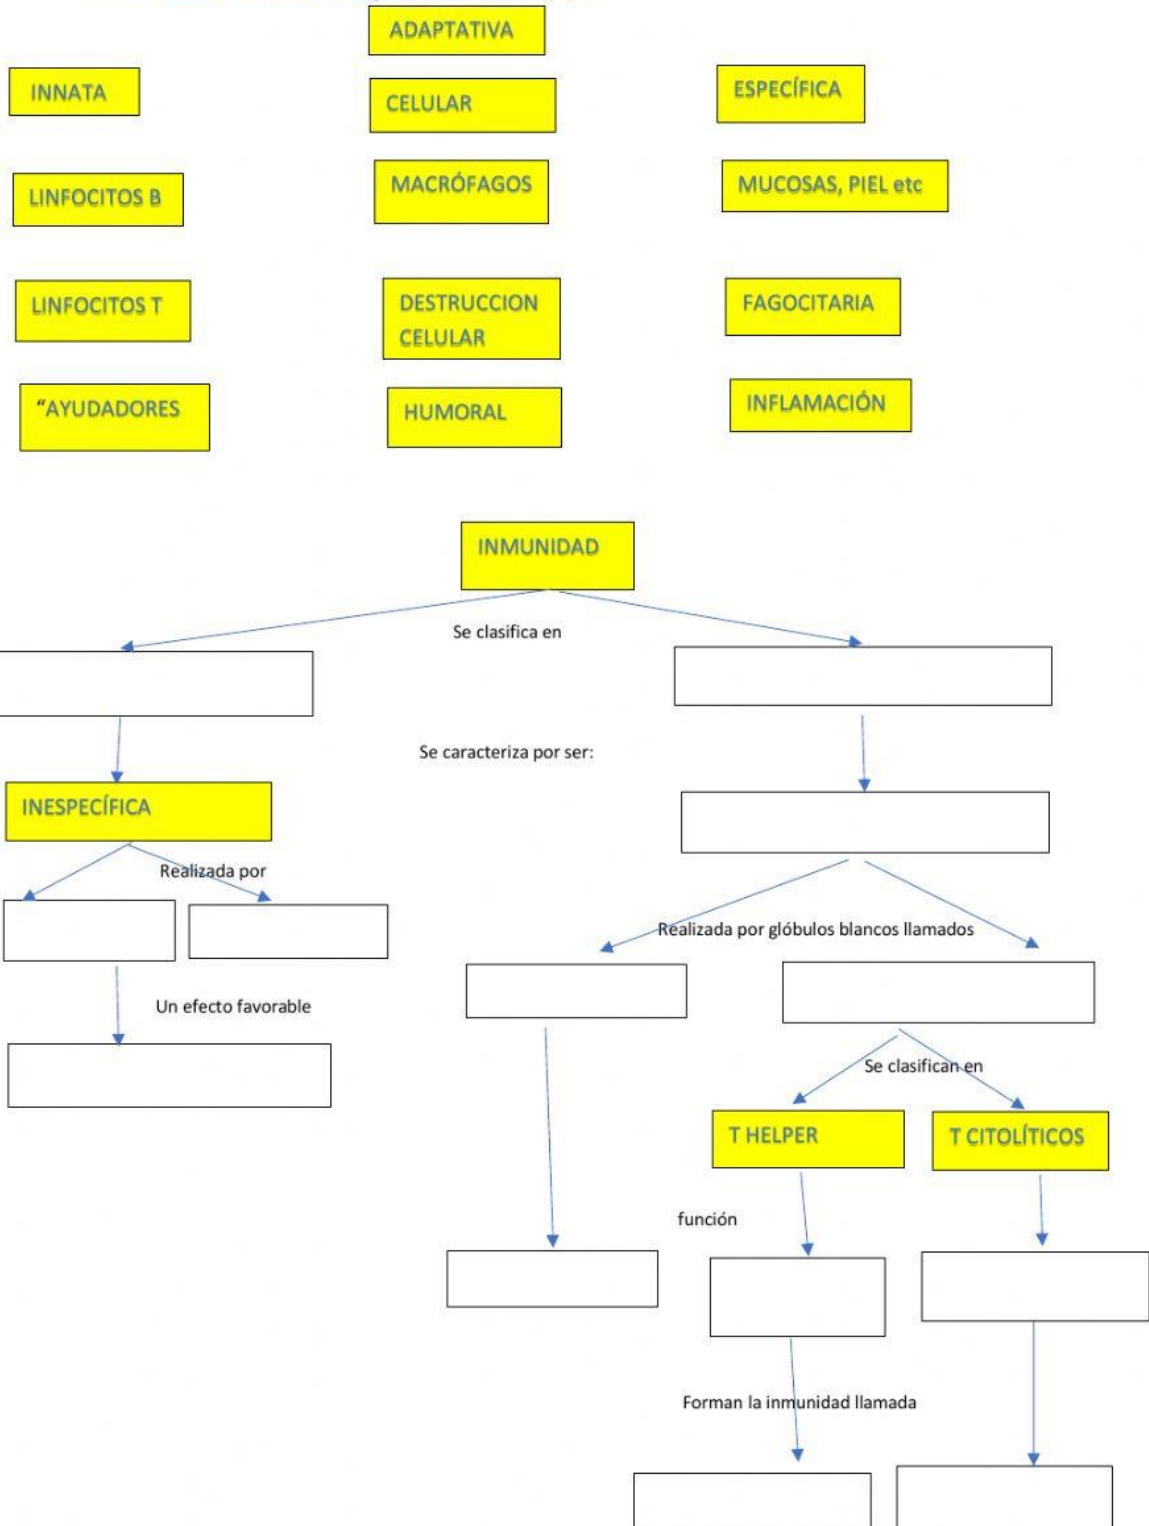 ADAPTATIVA
INNATA
CELULAR
ESPECÍFICA
LINFOCITOS B
MACRÓFAGOS
MUCOSAS, PIEL etc
LINFOCITOS T
DESTRUCCION
CELULAR
FAGOCITARIA
“AYUDADORES
HUMORAL
INFLAMACIÓN
INMUNIDAD
Se clasifica en
Se caracteriza por ser:
INESPECÍFICA
Realizada por
Realizada por glóbulos blancos llamados
Un efecto favorable
Se clasifican en
T HELPER
T CITOLÍTICOS
función
Forman la inmunidad llamada